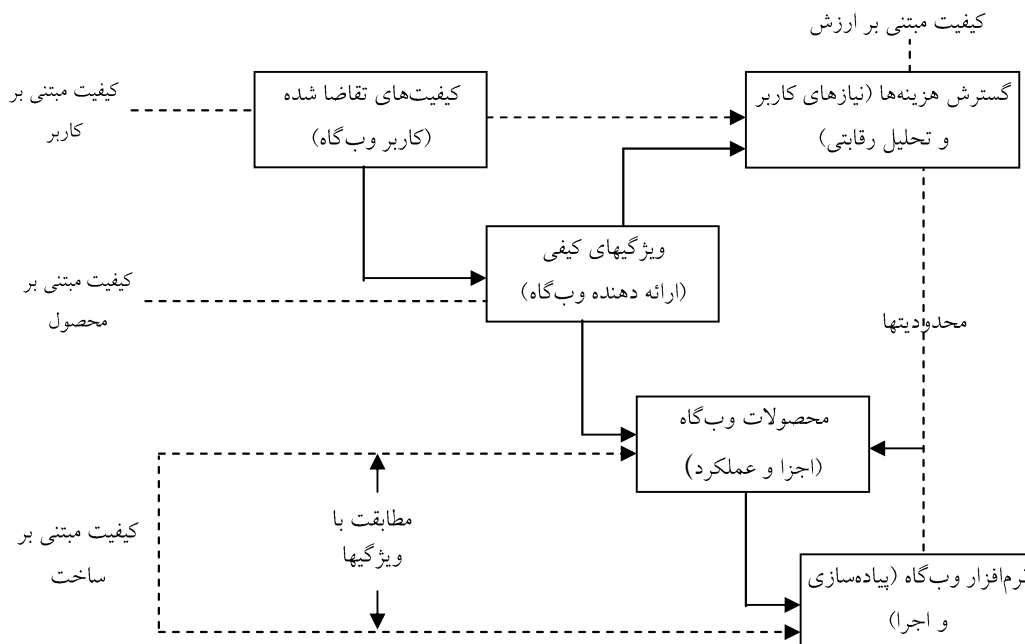 کیفیت مبتنی بر ارزش
گسترش هزینه‌ها (نیازهای کاربر
و تحلیل رقابتی)
کیفیت‌های تقاضا شده
(کاربر وب‌گاه)
کیفیت مبتنی بر
کاربر
ویژگیهای کیفی
(ارائه دهنده وب‌گاه)
کیفیت مبتنی بر
محصول
محدودیتها
محصولات وب‌گاه
(اجزا و عملکرد)
مطابقت با
ویژگیها
کیفیت مبتنی بر
ساخت
نرم‌افزار وب‌گاه (پیاده‌سازی
و اجرا)